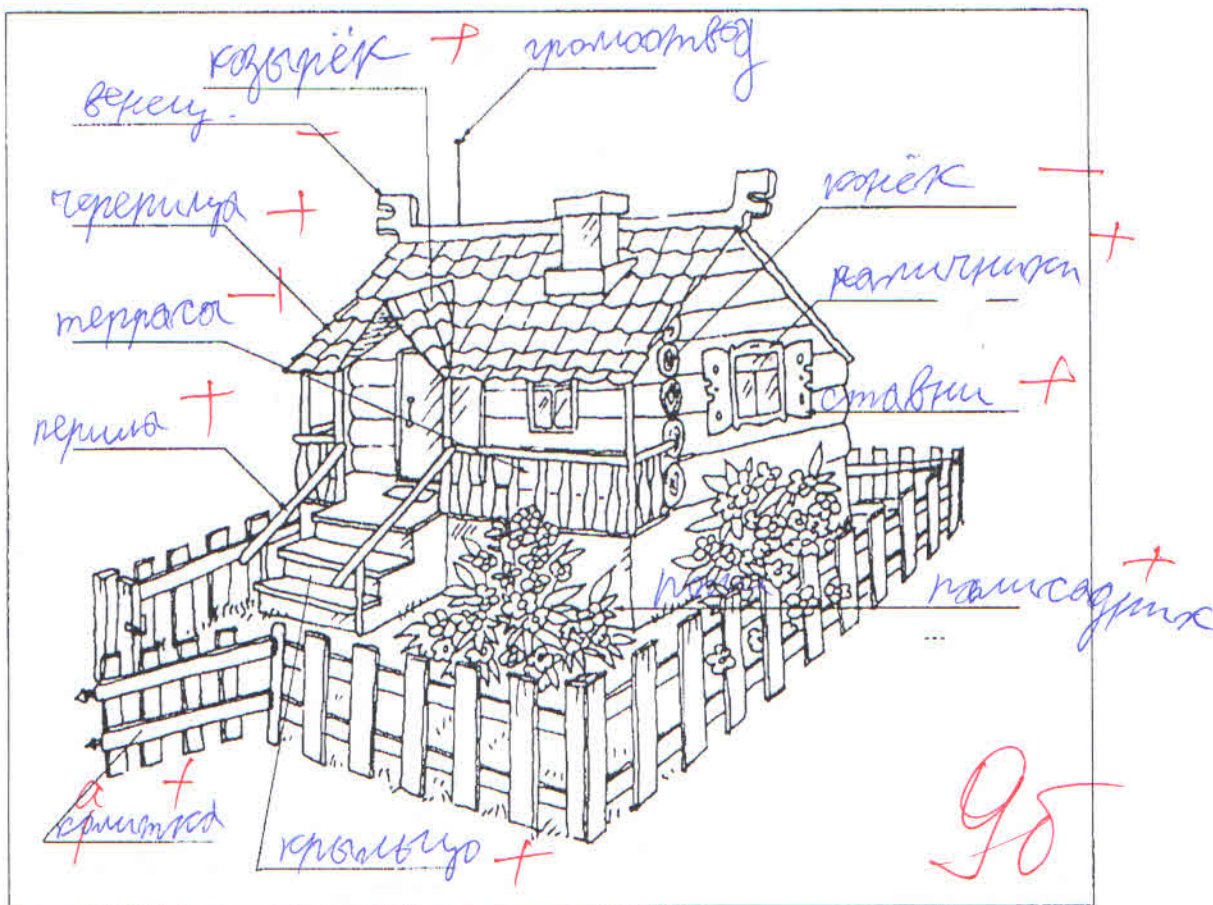 козырёк + громоотвод
венец. −
черепица + конёк −
терраса + наличники +
перила + ставни +
палисадник +
а
калитка +
крыльцо +
9б